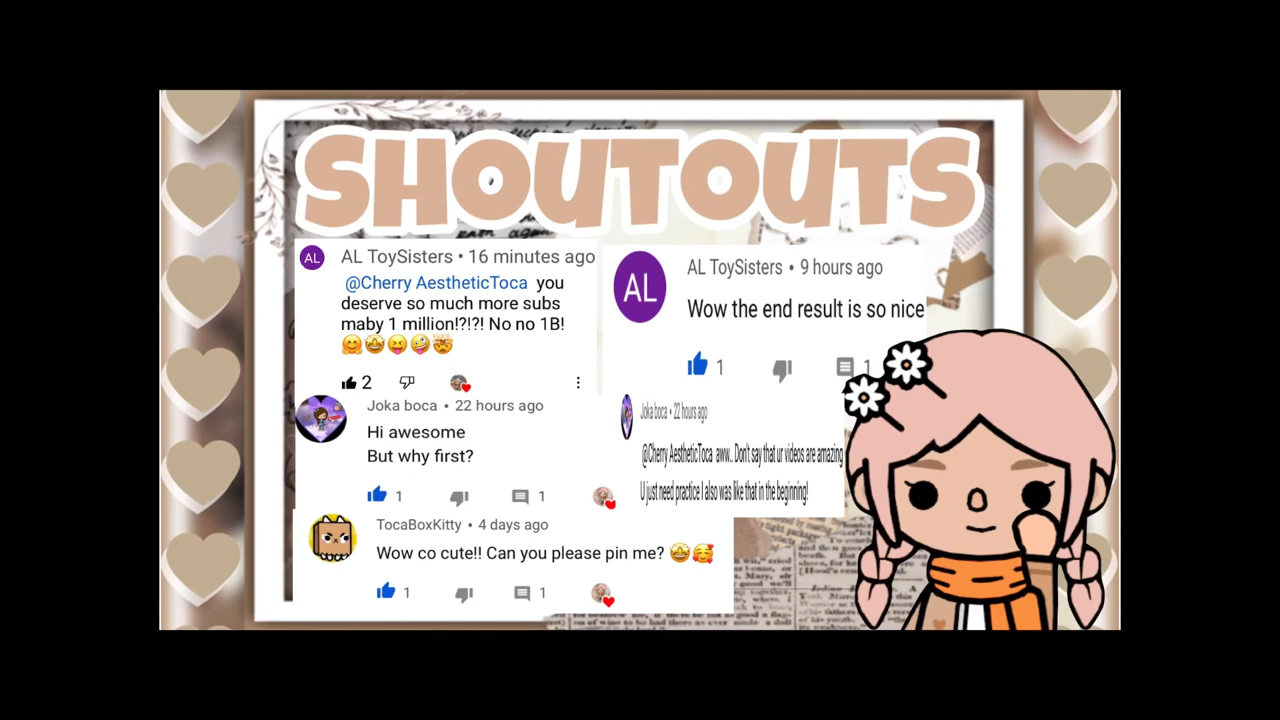 SHOUTOUTS
AL
AL ToySisters • 16 minutes ago
@Cherry AestheticToca you
deserve so much more subs
maby 1 million!?!?! No no 1B!
🤗🤩😝🤪🤯
2
AL
AL ToySisters • 9 hours ago
Wow the end result is so nice
1
1
Joka boca • 22 hours ago
Hi awesome
But why first?
1
1
Joka boca • 22 hours ago
@Cherry AestheticToca aww.. Don't say that ur videos are amazing
U just need practice I also was like that in the beginning!
TocaBoxKitty • 4 days ago
Wow co cute!! Can you please pin me? 🤩🥰
1
1